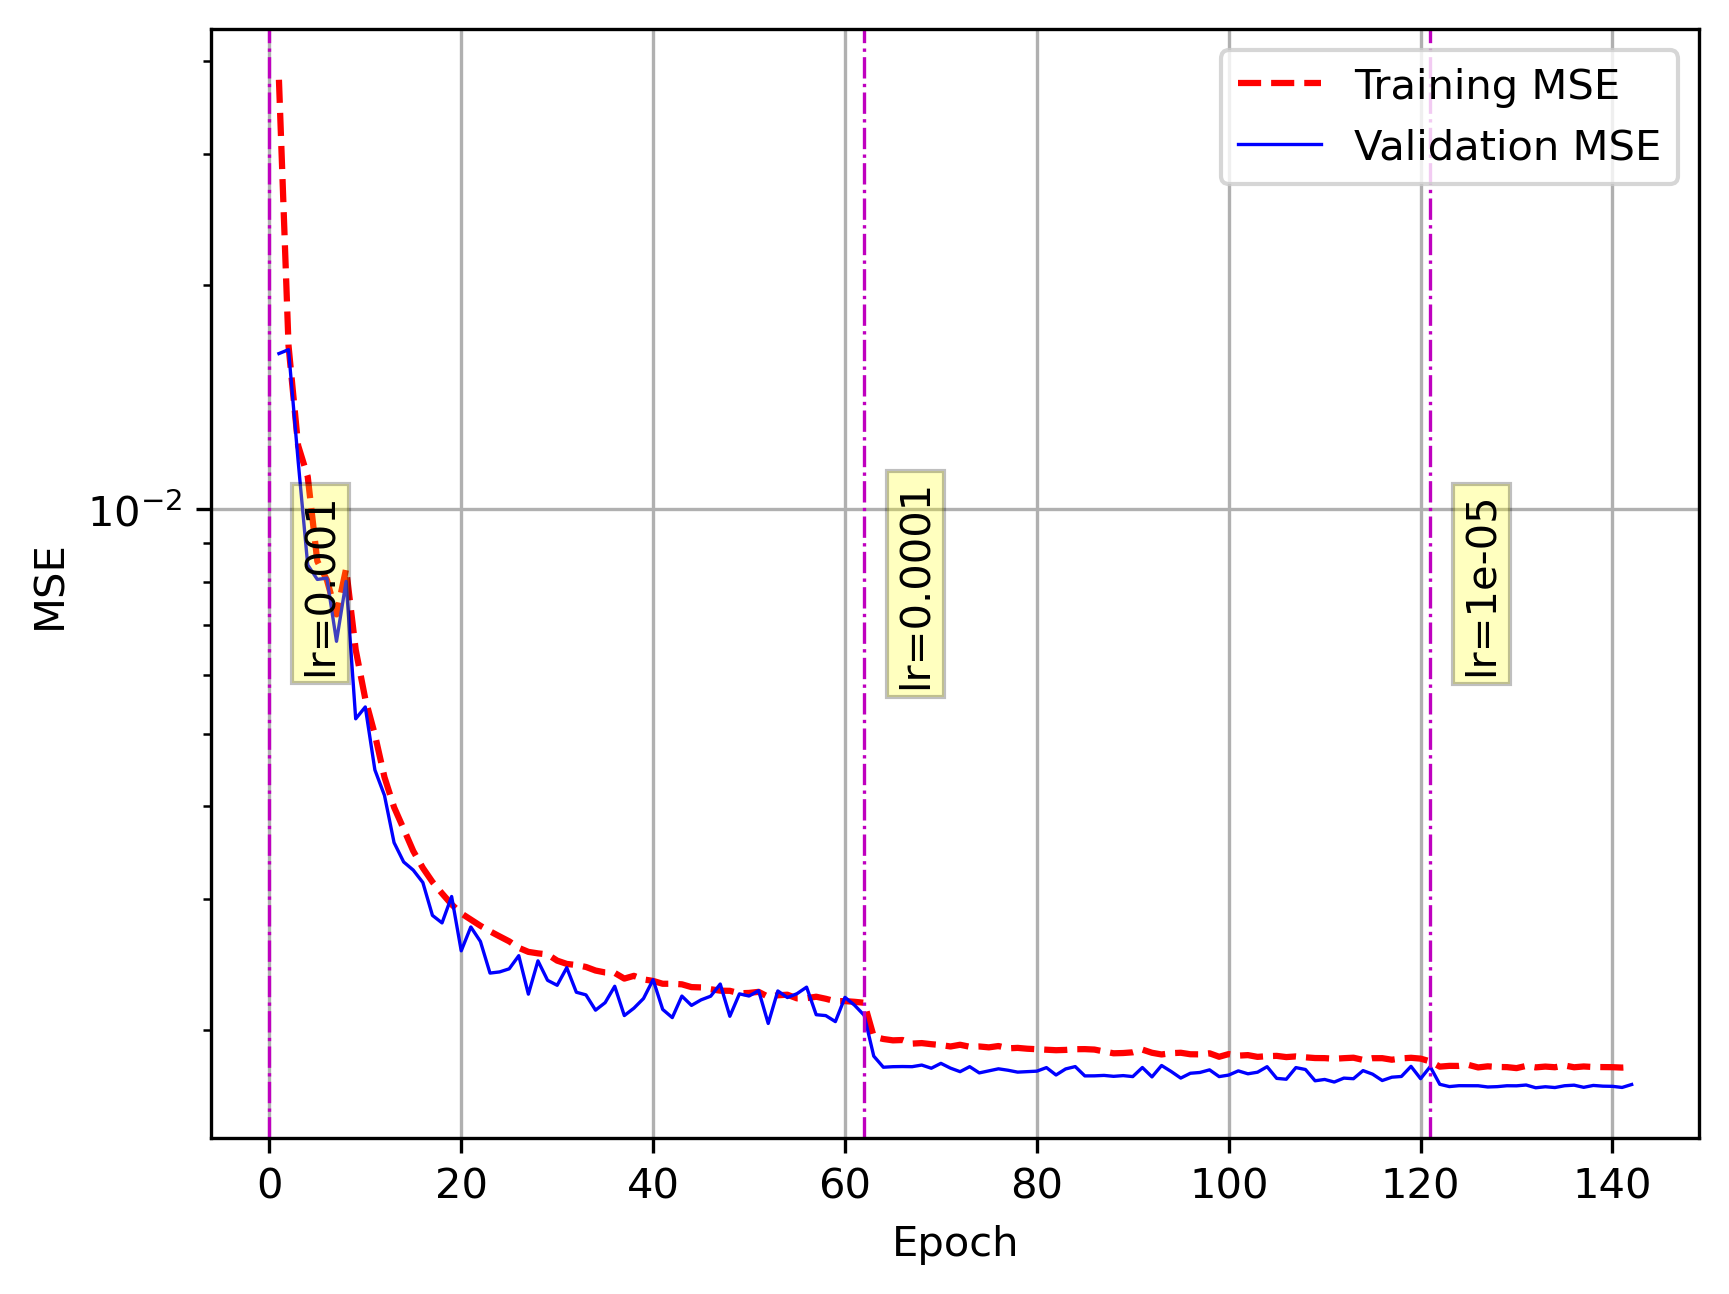 Training MSE
Validation MSE
lr=0.001
lr=0.0001
lr=1e-05
10⁻²
MSE
0 20 40 60 80 100 120 140
Epoch